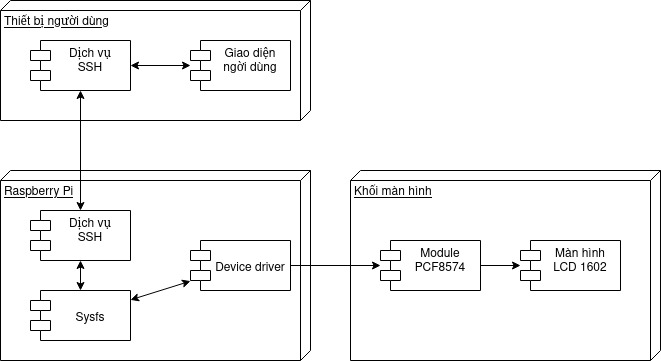 Thiết bị người dùng
Dịch vụ
SSH
Giao diện
ngời dùng
Raspberry Pi
Dịch vụ
SSH
Device driver
Sysfs
Khối màn hình
Module
PCF8574
Màn hình
LCD 1602